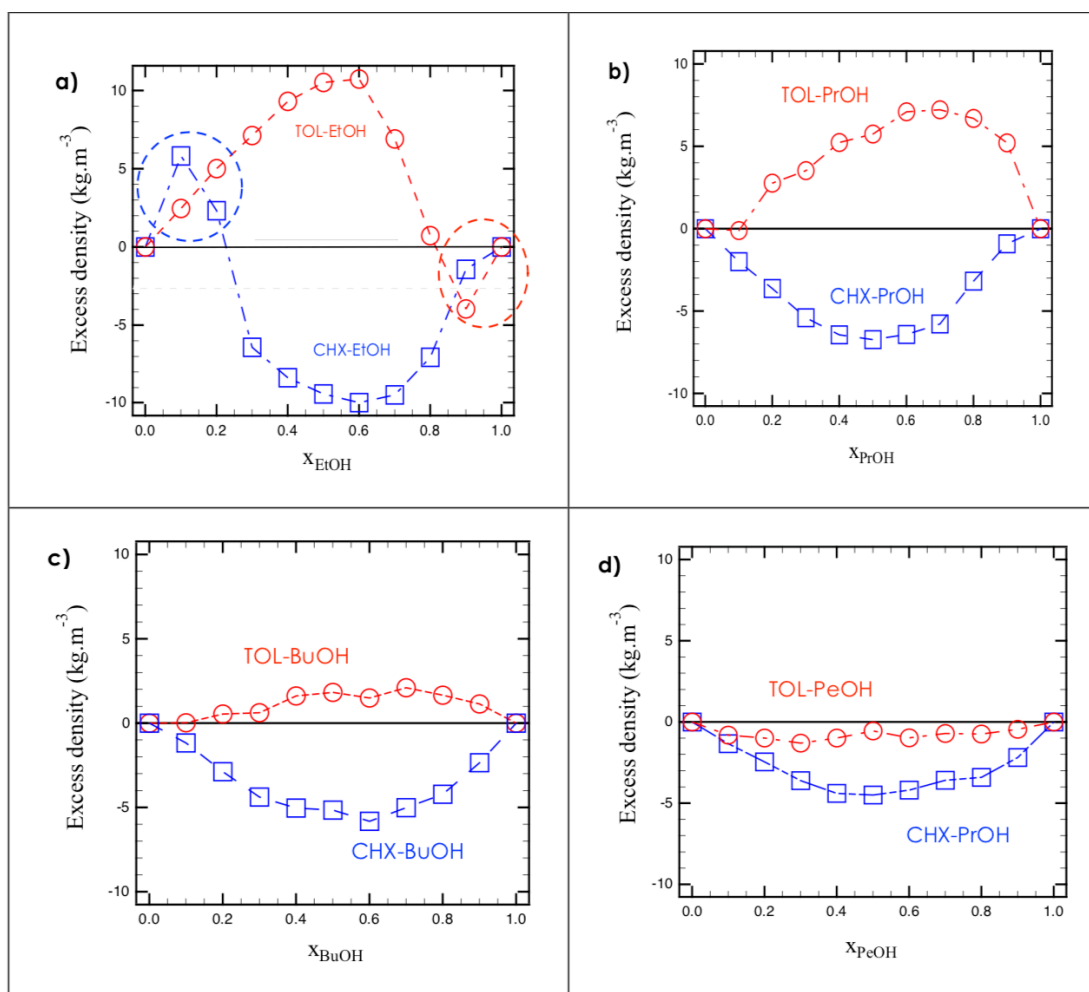 a)
Excess density (kg.m⁻³)
10
5
0
-5
-10
TOL-EtOH
CHX-EtOH
0.0 0.2 0.4 0.6 0.8 1.0
x_EtOH
b)
Excess density (kg.m⁻³)
10
5
0
-5
-10
TOL-PrOH
CHX-PrOH
0.0 0.2 0.4 0.6 0.8 1.0
x_PrOH
c)
Excess density (kg.m⁻³)
10
5
0
-5
-10
TOL-BuOH
CHX-BuOH
0.0 0.2 0.4 0.6 0.8 1.0
x_BuOH
d)
Excess density (kg.m⁻³)
10
5
0
-5
-10
TOL-PeOH
CHX-PrOH
0.0 0.2 0.4 0.6 0.8 1.0
x_PeOH